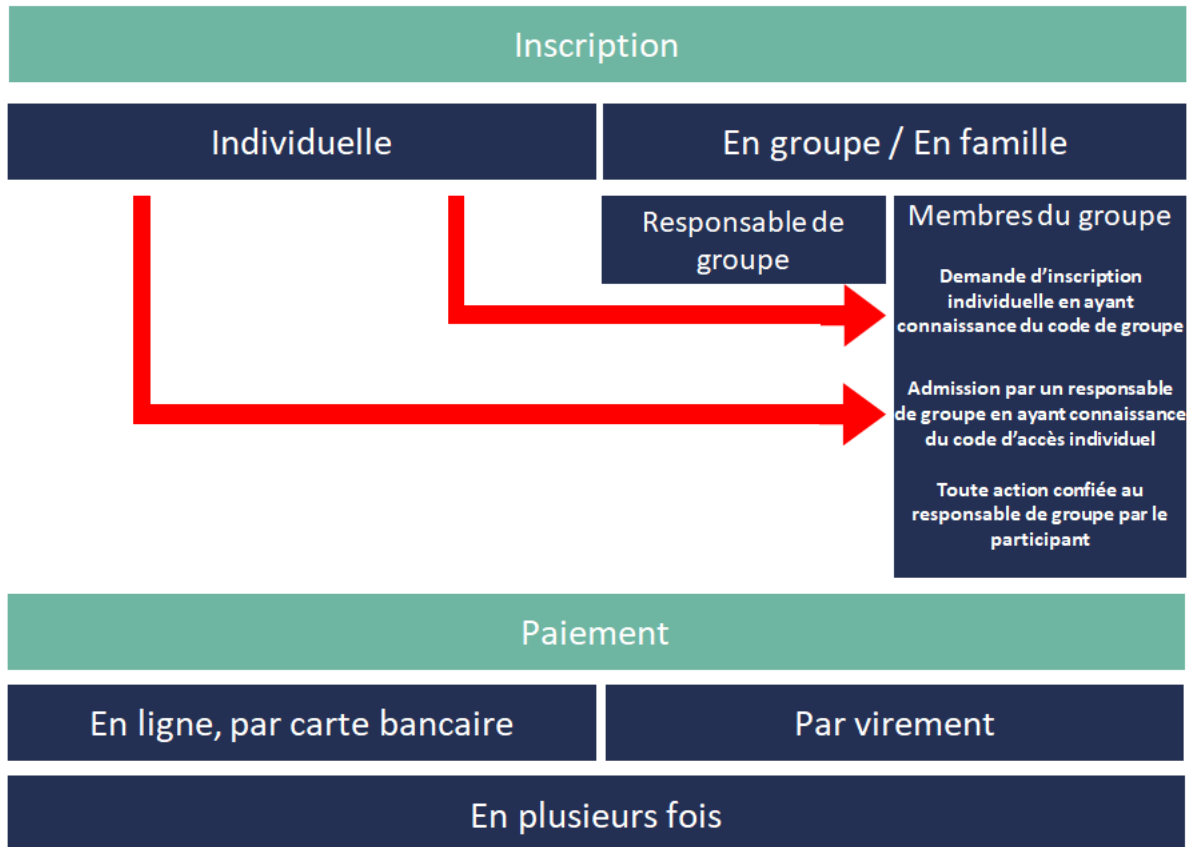 Inscription
Individuelle
En groupe / En famille
Responsable de
groupe
Membres du groupe
Demande d’inscription
individuelle en ayant
connaissance du code de groupe
Admission par un responsable
de groupe en ayant connaissance
du code d’accès individuel
Toute action confiée au
responsable de groupe par le
participant
Paiement
En ligne, par carte bancaire
Par virement
En plusieurs fois